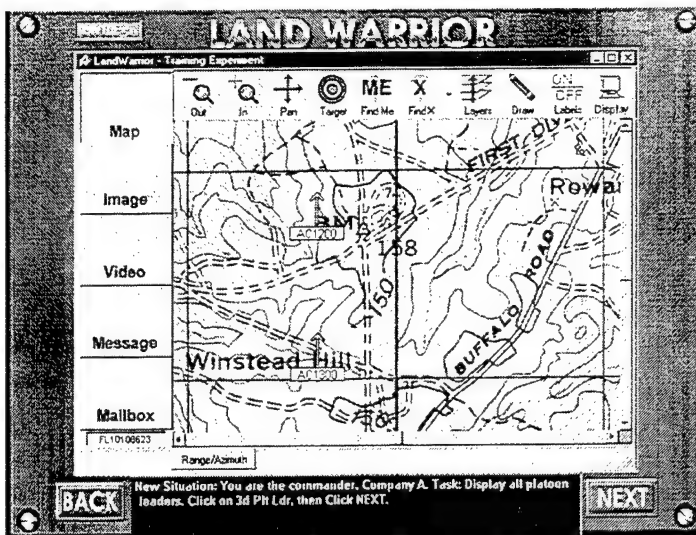 LAND WARRIOR
LandWarrior - Training Experiment
Map
Image
Video
Message
Mailbox
FL10108623
Out In Pan Target Find Me Find X Layers Draw Labels Display
ME X ON OFF
FIRST
158
150
AC1200
Winstead Hill
AC1300
BUFFALO ROAD
Range/Azimuth
BACK
New Situation: You are the commander, Company A. Task: Display all platoon
leaders. Click on 3d Plt Ldr, then Click NEXT.
NEXT